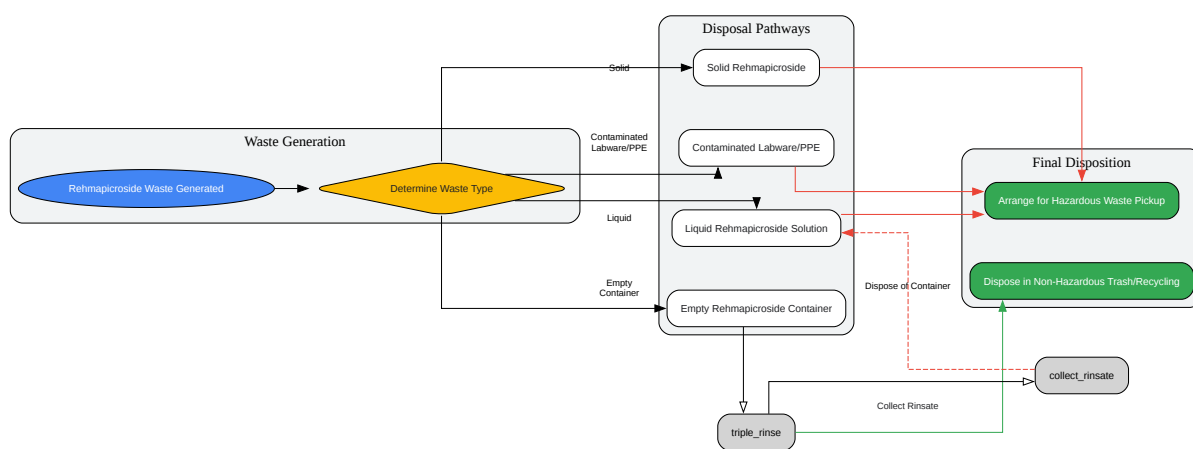 Disposal Pathways
Solid
Solid Rehmapicroside
Waste Generation
Contaminated
Labware/PPE
Contaminated Labware/PPE
Final Disposition
Rehmapicroside Waste Generated
Determine Waste Type
Arrange for Hazardous Waste Pickup
Liquid
Liquid Rehmapicroside Solution
Empty
Container
Dispose of Container
Dispose in Non-Hazardous Trash/Recycling
Empty Rehmapicroside Container
collect_rinsate
Collect Rinsate
triple_rinse